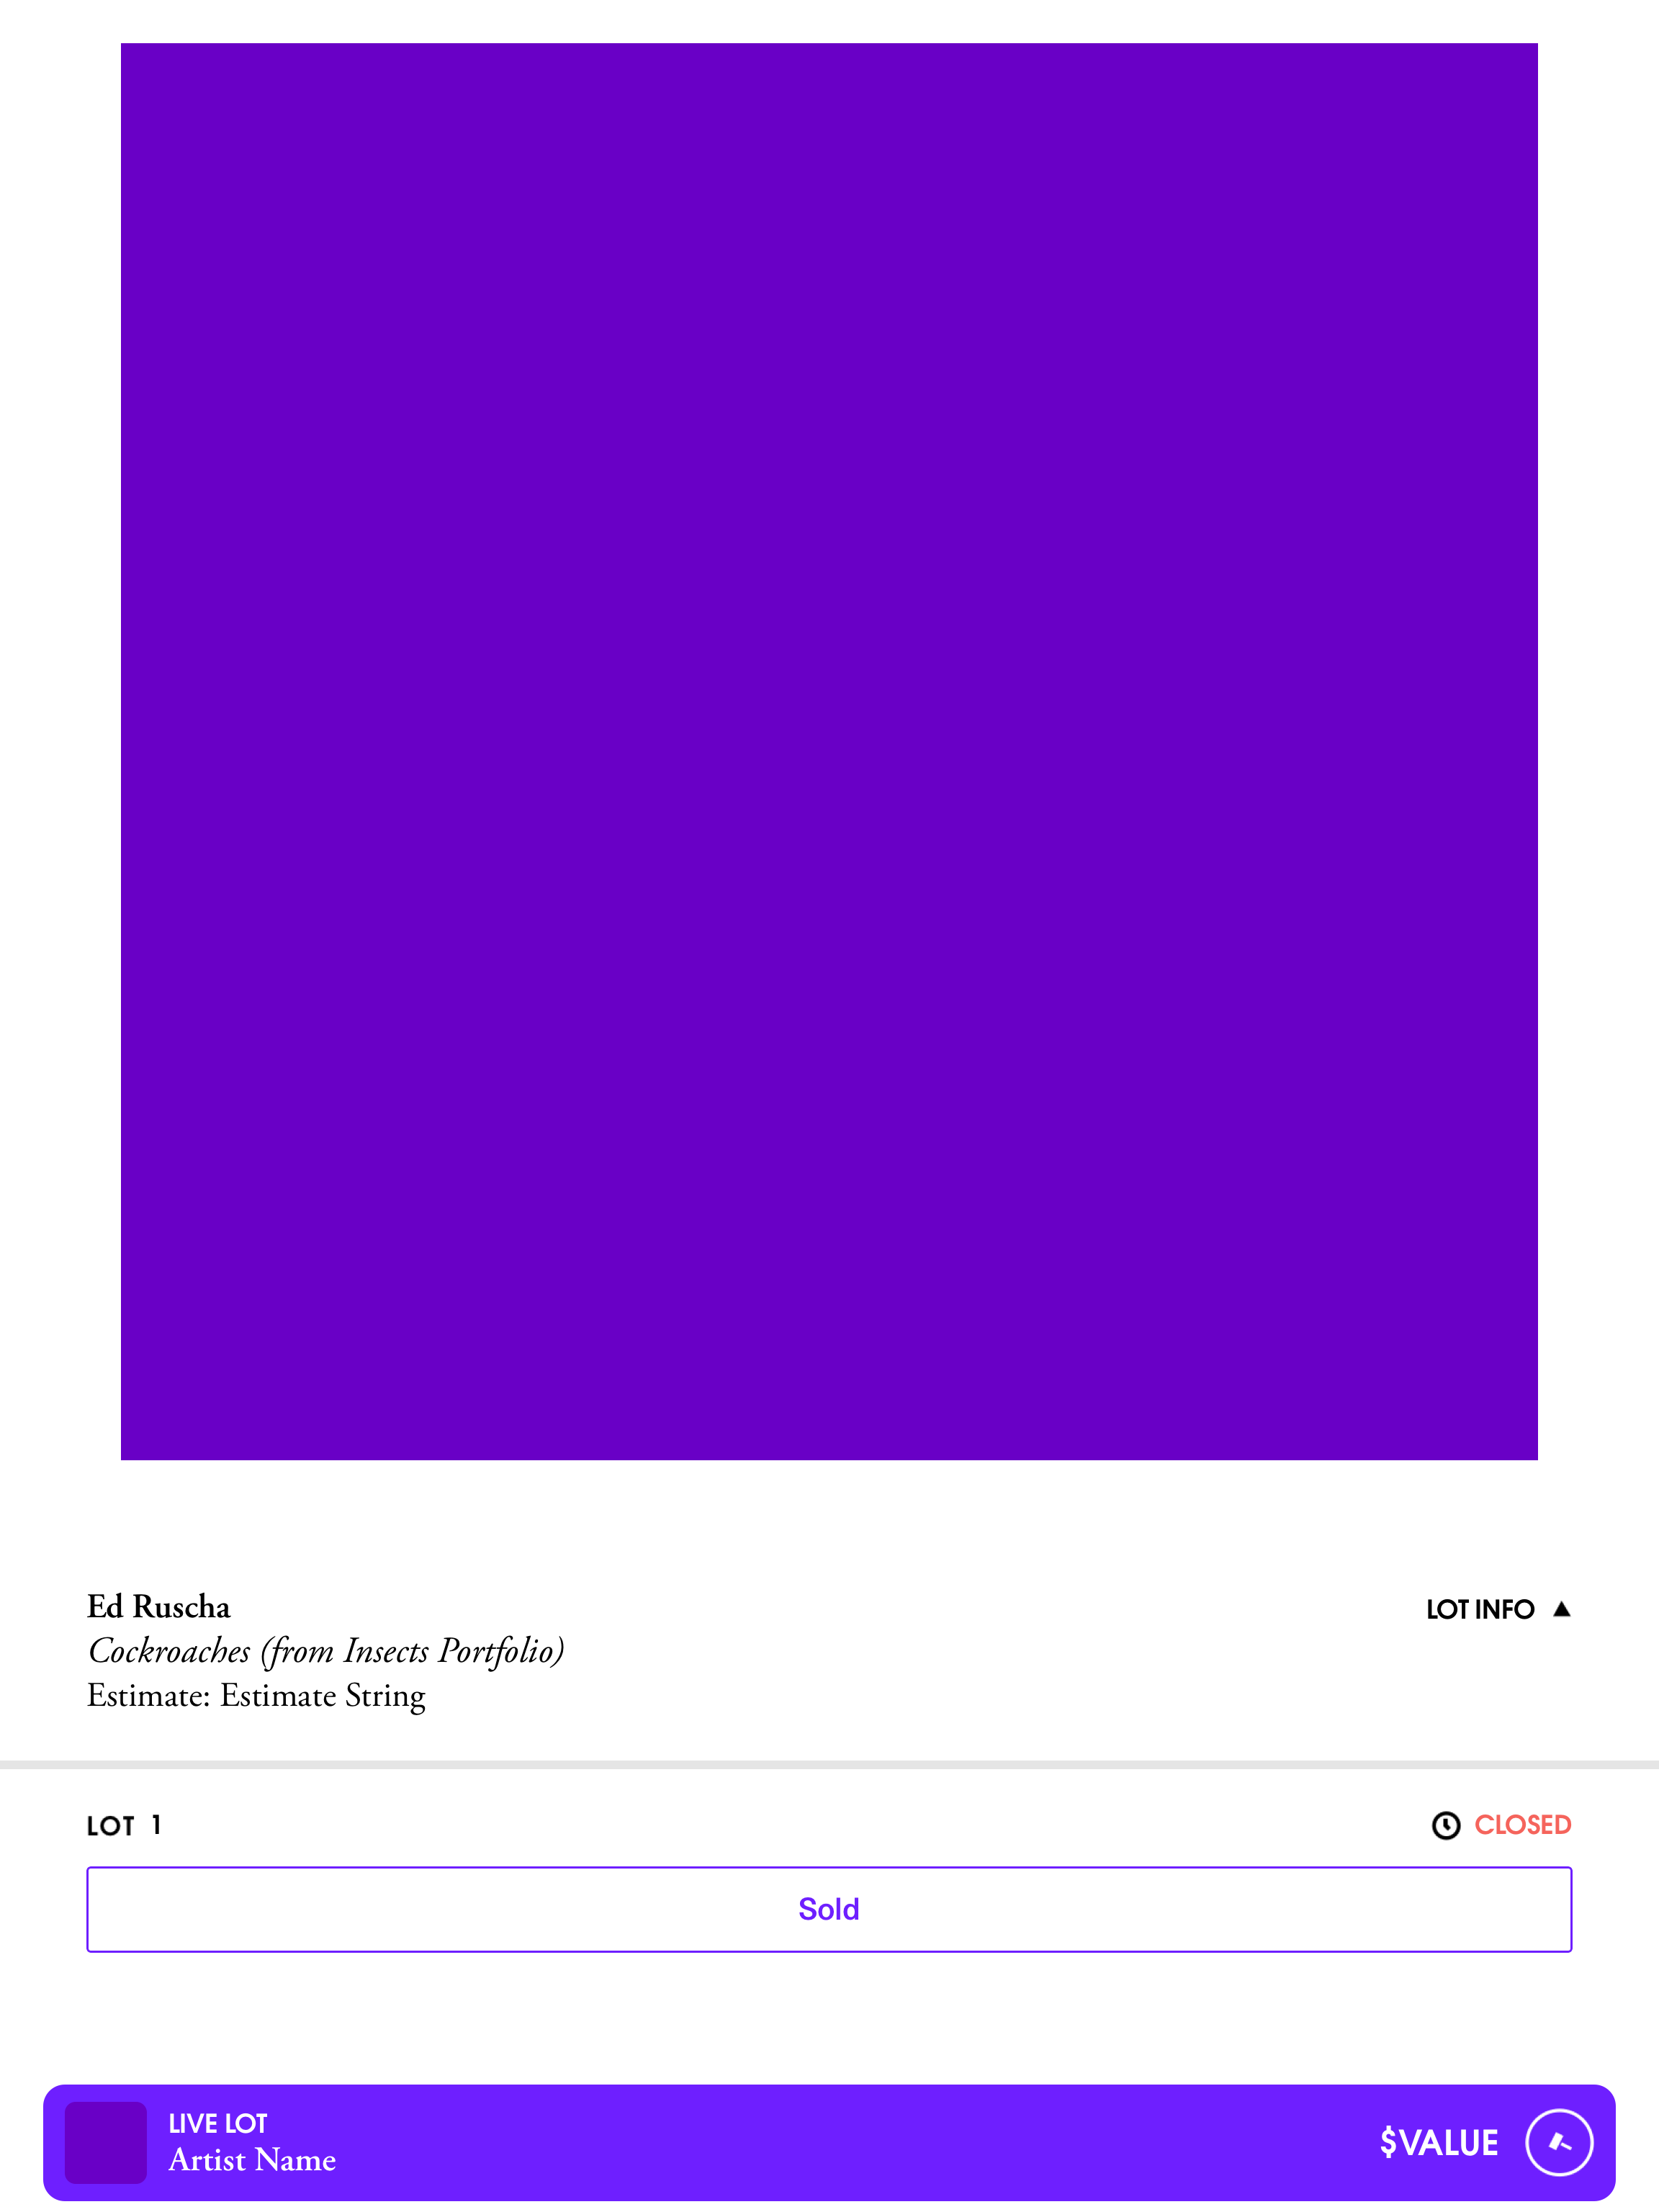 Ed Ruscha
LOT INFO
Cockroaches (from Insects Portfolio)
Estimate: Estimate String
LOT 1
CLOSED
Sold
LIVE LOT
Artist Name
$VALUE